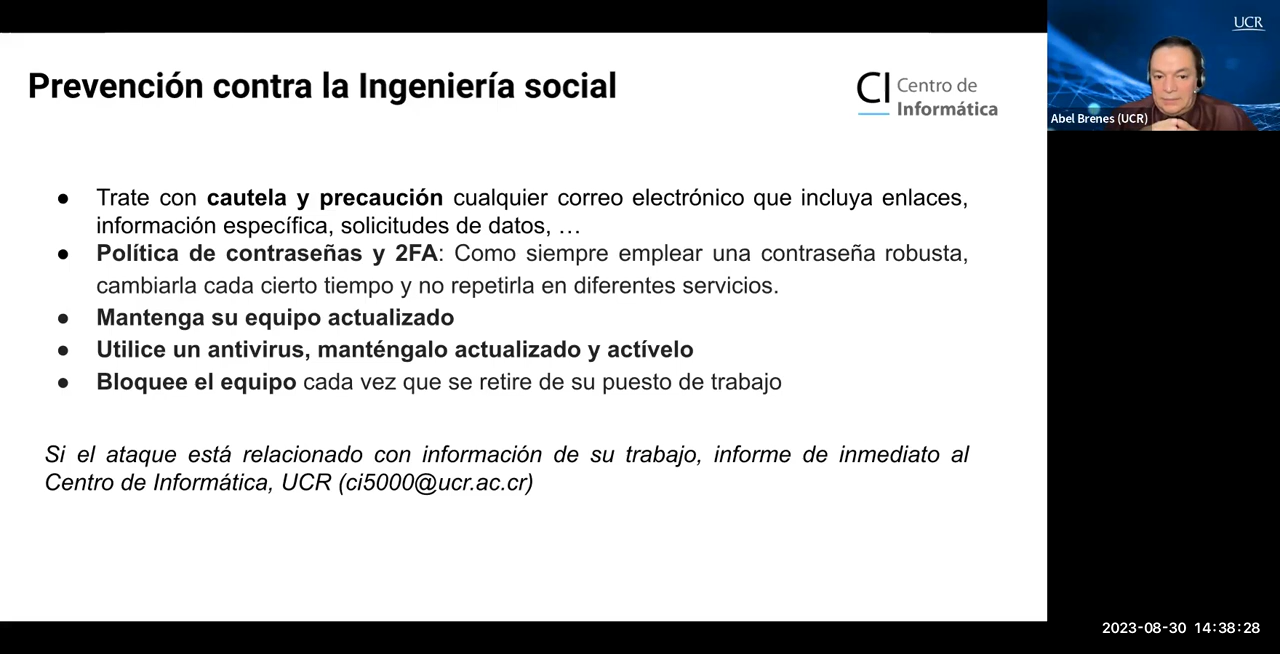 Prevención contra la Ingeniería social
CI Centro de
Informática
● Trate con cautela y precaución cualquier correo electrónico que incluya enlaces,
información específica, solicitudes de datos, …
● Política de contraseñas y 2FA: Como siempre emplear una contraseña robusta,
cambiarla cada cierto tiempo y no repetirla en diferentes servicios.
● Mantenga su equipo actualizado
● Utilice un antivirus, manténgalo actualizado y actívelo
● Bloquee el equipo cada vez que se retire de su puesto de trabajo
Si el ataque está relacionado con información de su trabajo, informe de inmediato al
Centro de Informática, UCR (ci5000@ucr.ac.cr)
UCR
Abel Brenes (UCR)
2023-08-30 14:38:28